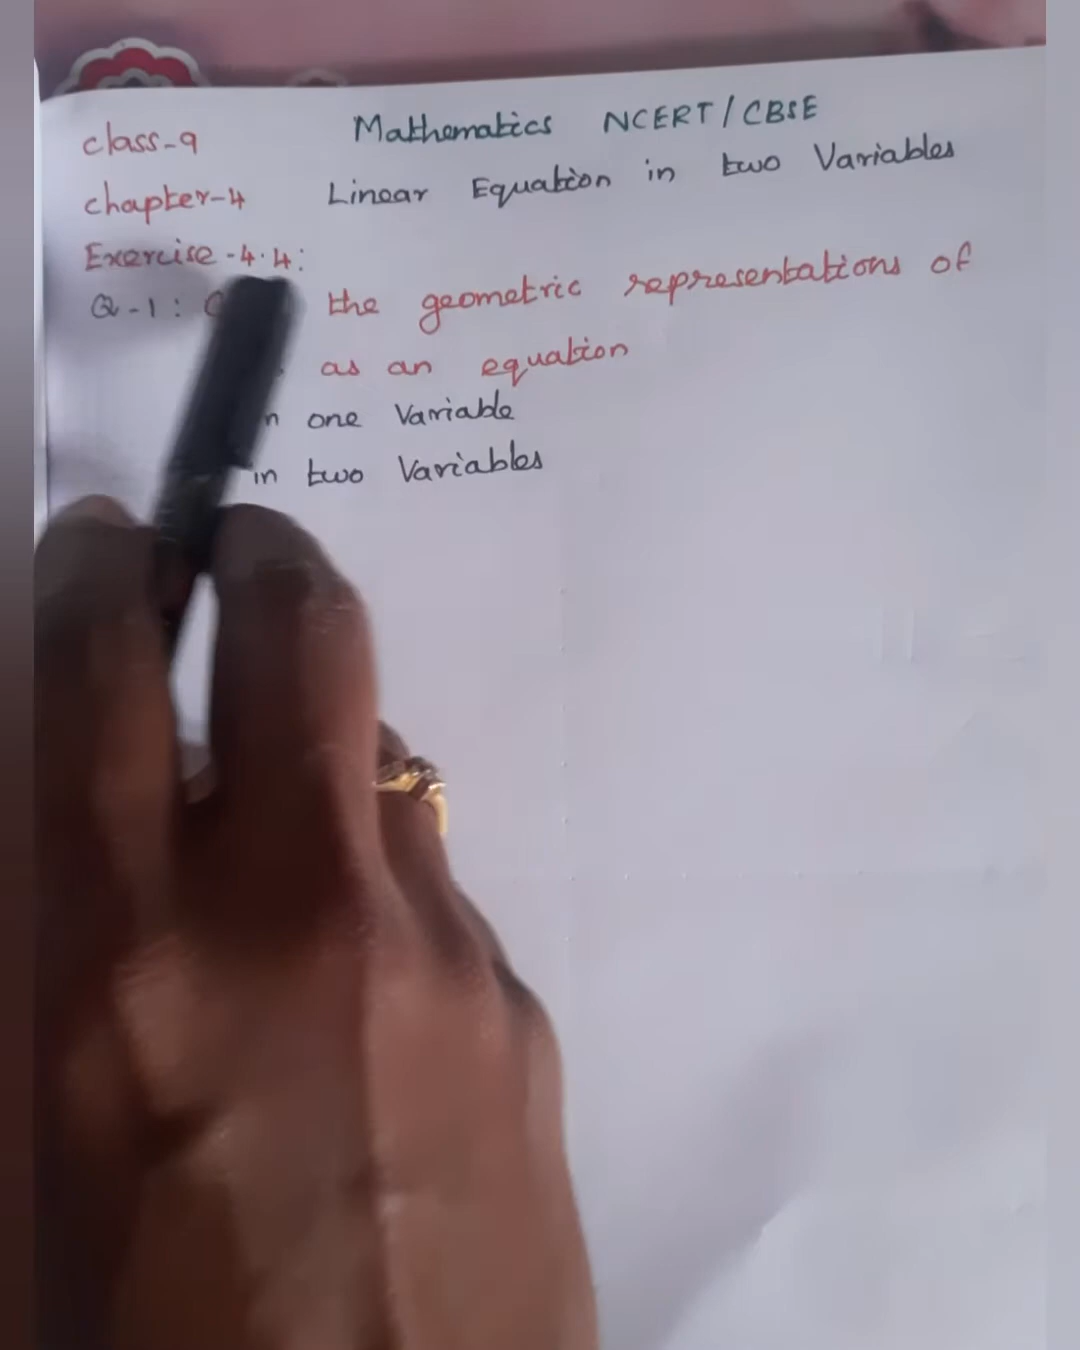 class-9 Mathematics NCERT/CBSE
chapter-4 Linear Equation in two Variables
Exercise-4.4:
Q-1: the geometric representations of
as an equation
one Variable
in two Variables